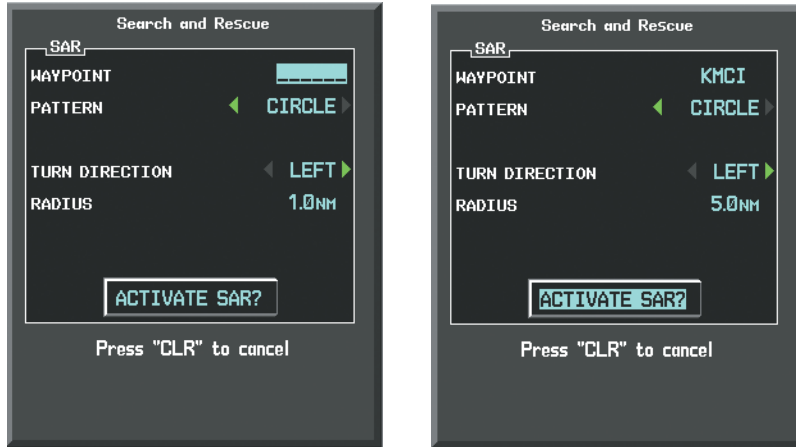 Search and Rescue
SAR
WAYPOINT ______
PATTERN CIRCLE
TURN DIRECTION LEFT
RADIUS 1.0NM
ACTIVATE SAR?
Press "CLR" to cancel
Search and Rescue
SAR
WAYPOINT KMCI
PATTERN CIRCLE
TURN DIRECTION LEFT
RADIUS 5.0NM
ACTIVATE SAR?
Press "CLR" to cancel